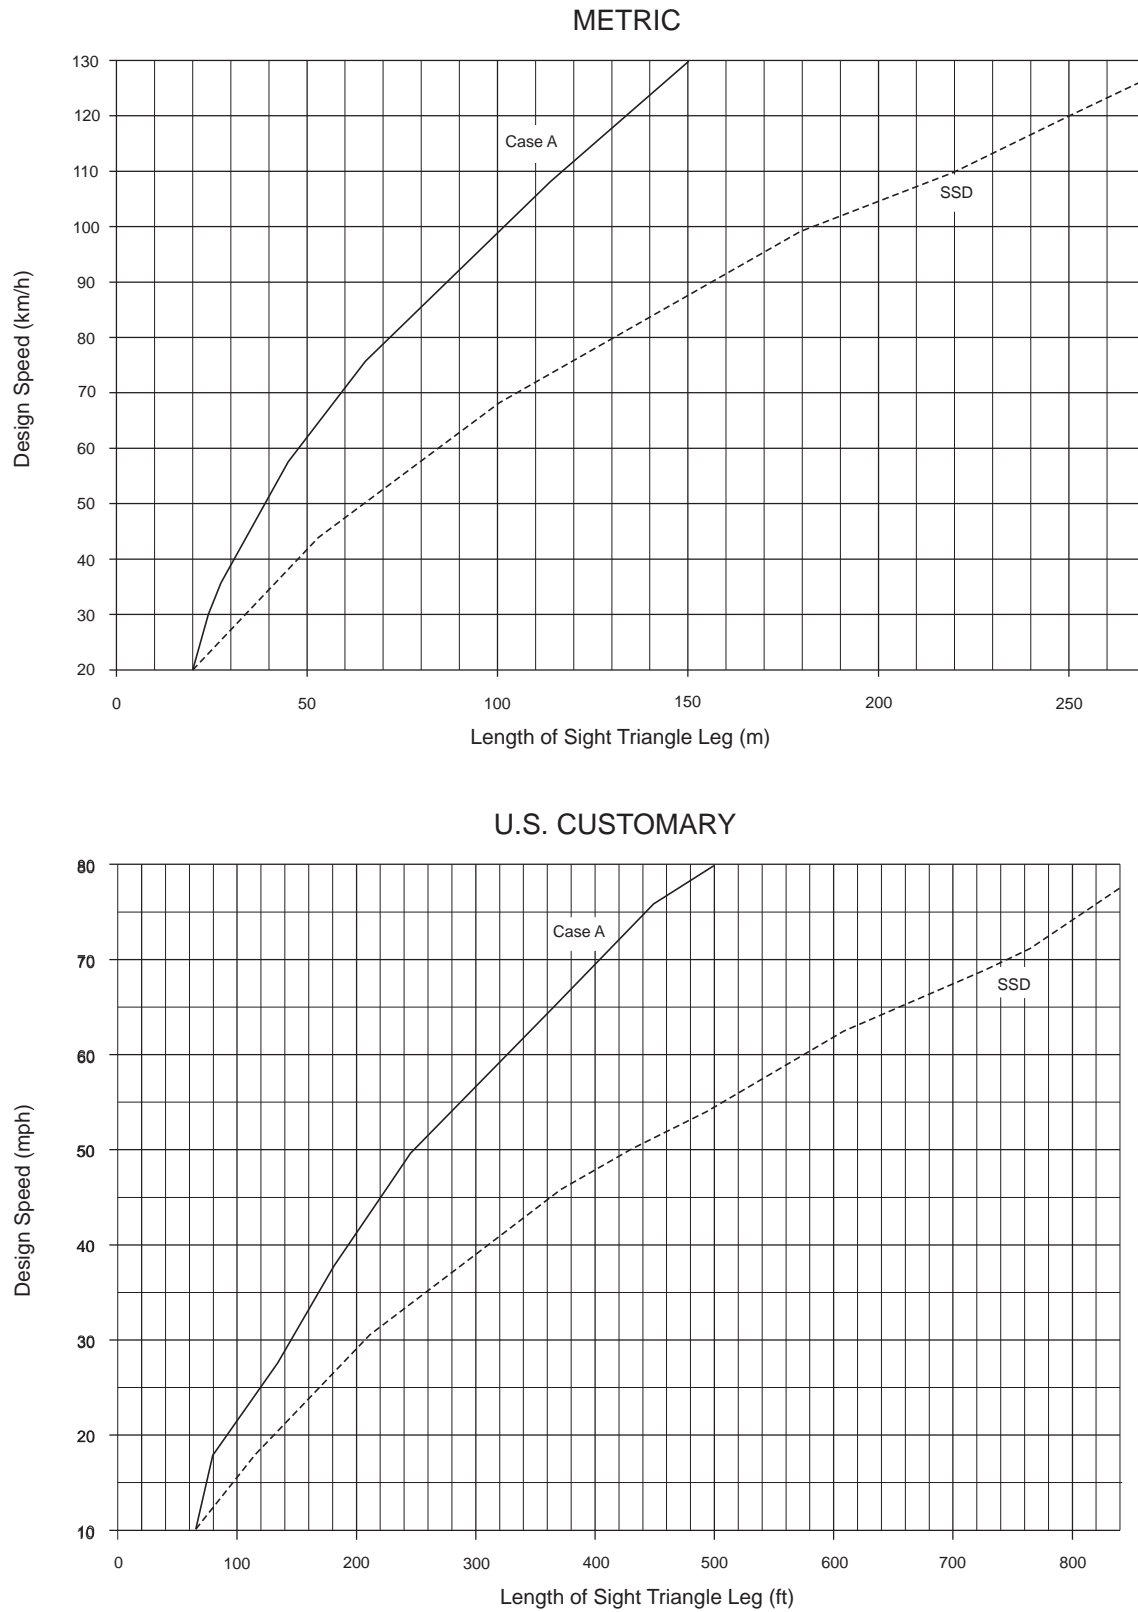 METRIC
130
120
110
100
90
80
70
60
50
40
30
20
Design Speed (km/h)
Case A
SSD
0 50 100 150 200 250
Length of Sight Triangle Leg (m)
U.S. CUSTOMARY
80
70
60
50
40
30
20
10
Design Speed (mph)
Case A
SSD
0 100 200 300 400 500 600 700 800
Length of Sight Triangle Leg (ft)